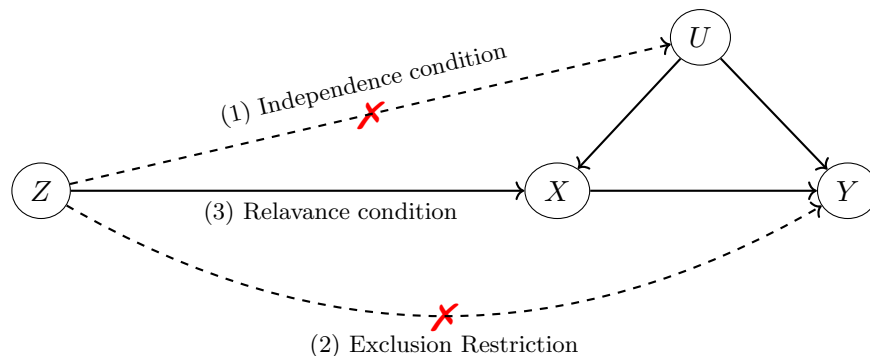 U
(1) Independence condition
Z
X
Y
(3) Relavance condition
(2) Exclusion Restriction